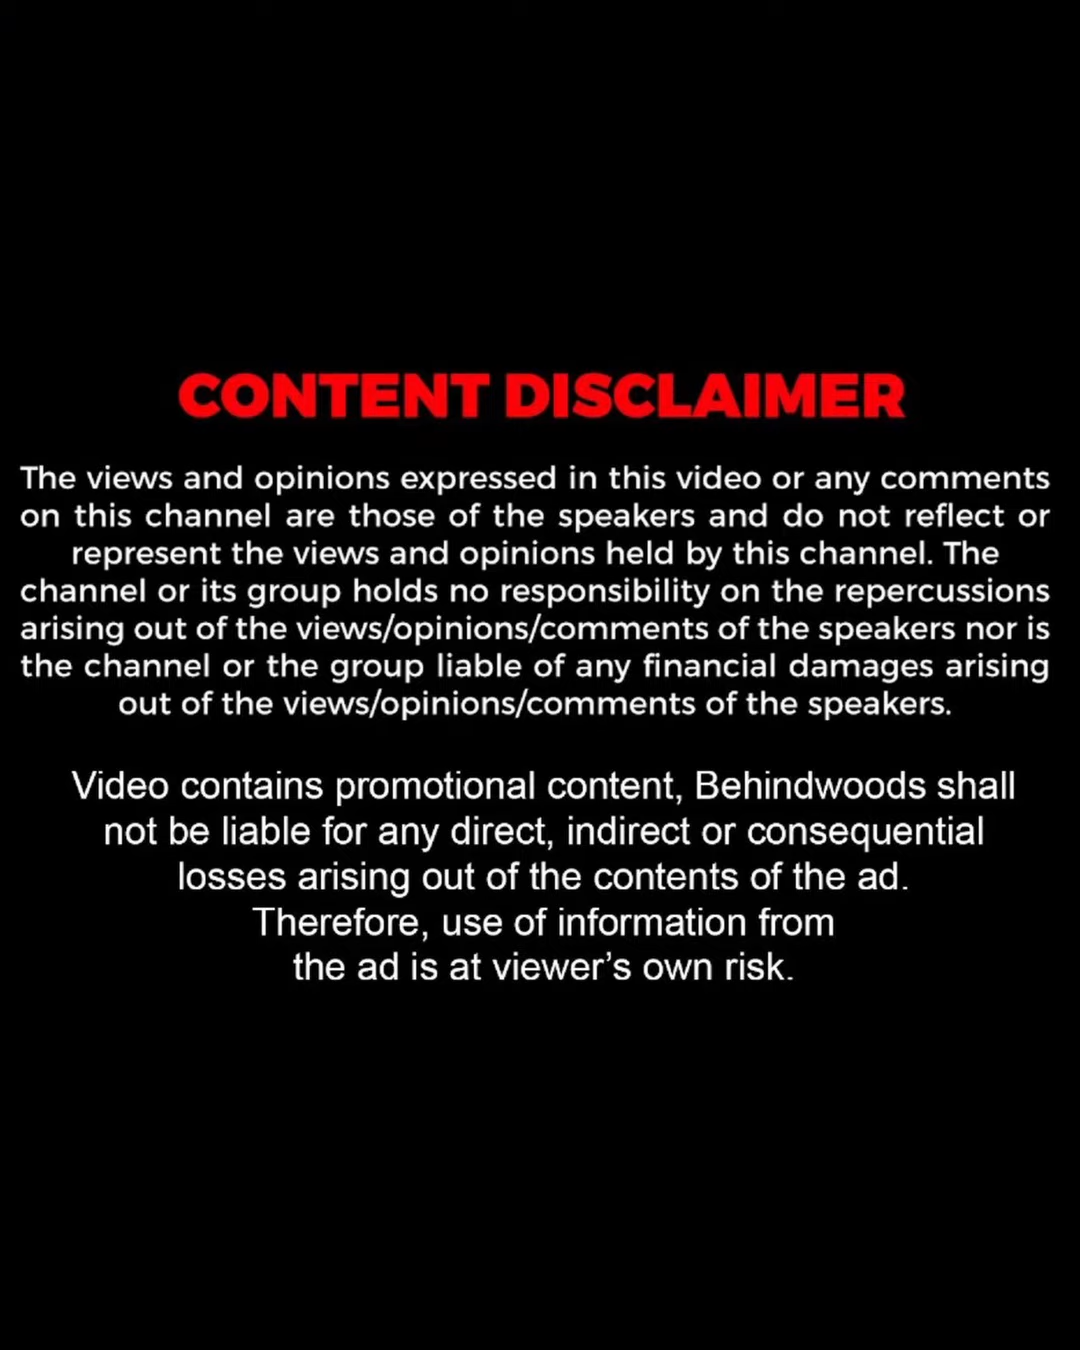 CONTENT DISCLAIMER
The views and opinions expressed in this video or any comments
on this channel are those of the speakers and do not reflect or
represent the views and opinions held by this channel. The
channel or its group holds no responsibility on the repercussions
arising out of the views/opinions/comments of the speakers nor is
the channel or the group liable of any financial damages arising
out of the views/opinions/comments of the speakers.
Video contains promotional content, Behindwoods shall
not be liable for any direct, indirect or consequential
losses arising out of the contents of the ad.
Therefore, use of information from
the ad is at viewer’s own risk.